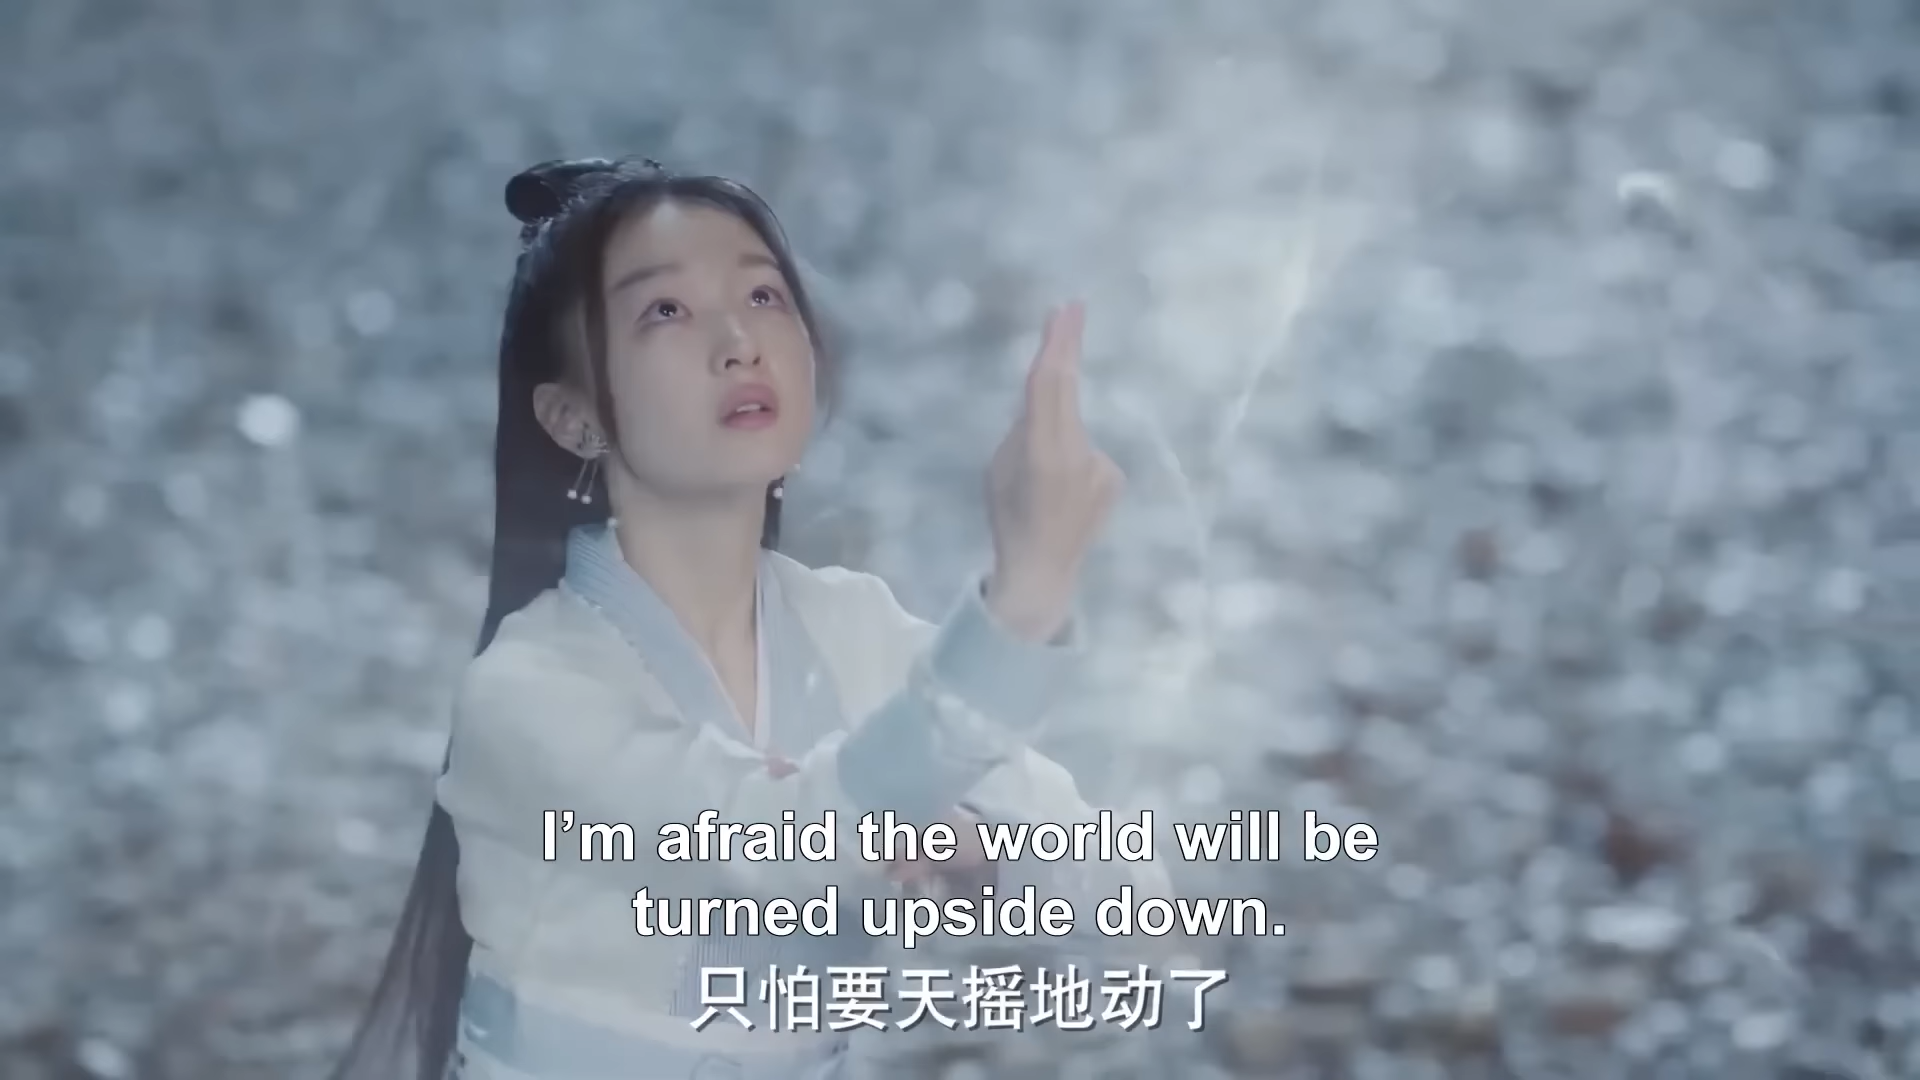 I’m afraid the world will be
turned upside down.
只怕要天摇地动了